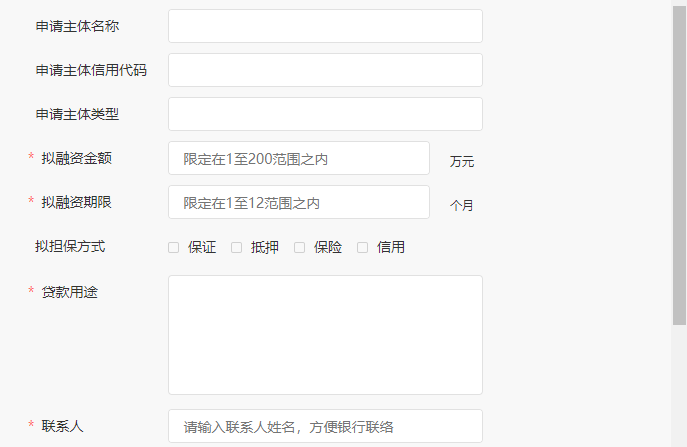 申请主体名称
申请主体信用代码
申请主体类型
* 拟融资金额 限定在1至200范围之内 万元
* 拟融资期限 限定在1至12范围之内 个月
拟担保方式 保证 抵押 保险 信用
* 贷款用途
* 联系人 请输入联系人姓名，方便银行联络